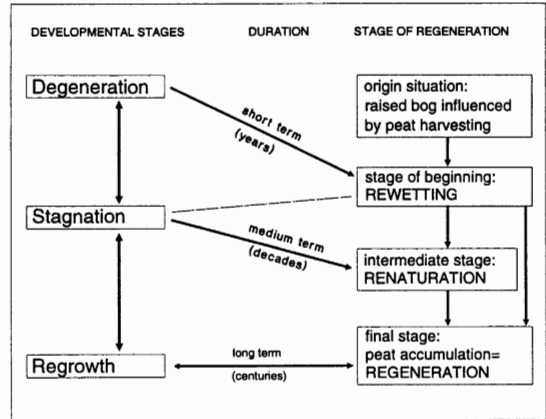 DEVELOPMENTAL STAGES DURATION STAGE OF REGENERATION
Degeneration
origin situation:
raised bog influenced
by peat harvesting
short term
(years)
stage of beginning:
REWETTING
Stagnation
medium term
(decades)
intermediate stage:
RENATURATION
final stage:
peat accumulation=
REGENERATION
Regrowth
long term
(centuries)